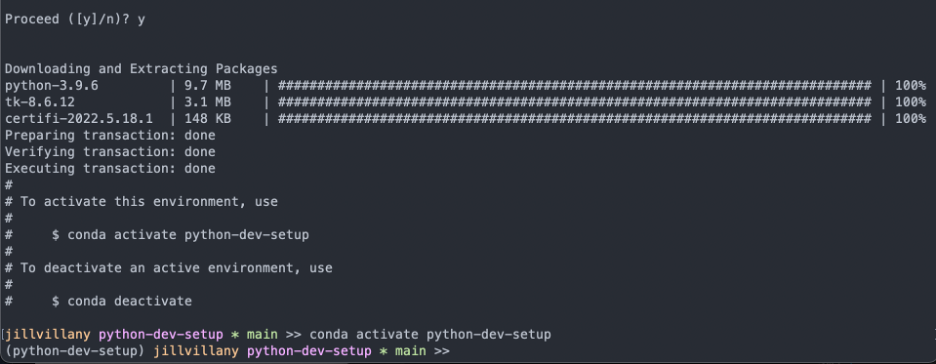 Proceed ([y]/n)? y
Downloading and Extracting Packages
python-3.9.6         | 9.7 MB    | ############################################################################ | 100%
tk-8.6.12            | 3.1 MB    | ############################################################################ | 100%
certifi-2022.5.18.1  | 148 KB    | ############################################################################ | 100%
Preparing transaction: done
Verifying transaction: done
Executing transaction: done
#
# To activate this environment, use
#
#     $ conda activate python-dev-setup
#
# To deactivate an active environment, use
#
#     $ conda deactivate
[jillvillany python-dev-setup * main >> conda activate python-dev-setup
(python-dev-setup) jillvillany python-dev-setup * main >>